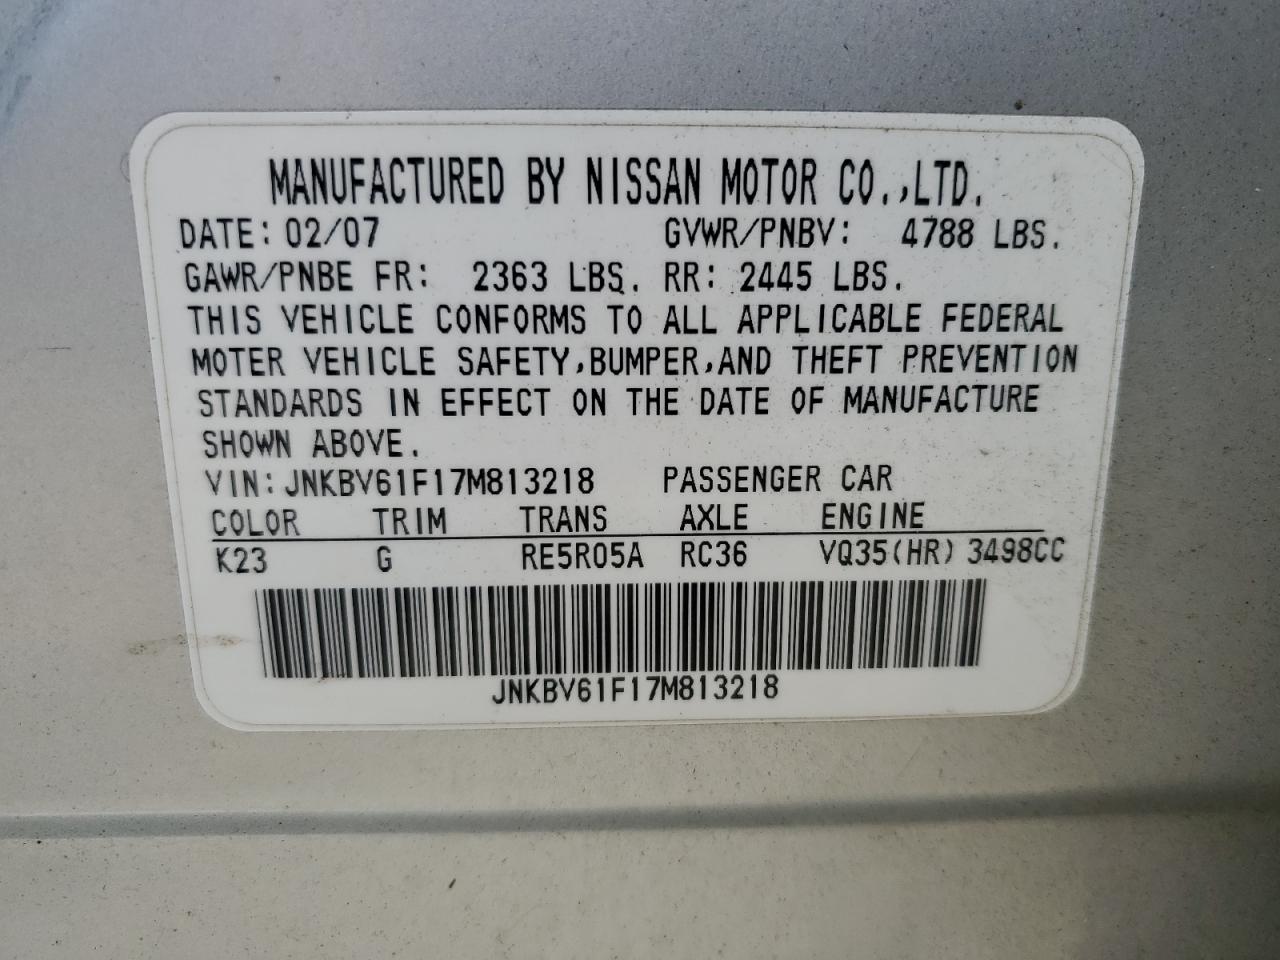 MANUFACTURED BY NISSAN MOTOR CO.,LTD.
DATE: 02/07 GVWR/PNBV: 4788 LBS.
GAWR/PNBE FR: 2363 LBS. RR: 2445 LBS.
THIS VEHICLE CONFORMS TO ALL APPLICABLE FEDERAL
MOTER VEHICLE SAFETY,BUMPER,AND THEFT PREVENTION
STANDARDS IN EFFECT ON THE DATE OF MANUFACTURE
SHOWN ABOVE.
VIN: JNKBV61F17M813218 PASSENGER CAR
COLOR TRIM TRANS AXLE ENGINE
K23 G RE5R05A RC36 VQ35(HR) 3498CC
JNKBV61F17M813218